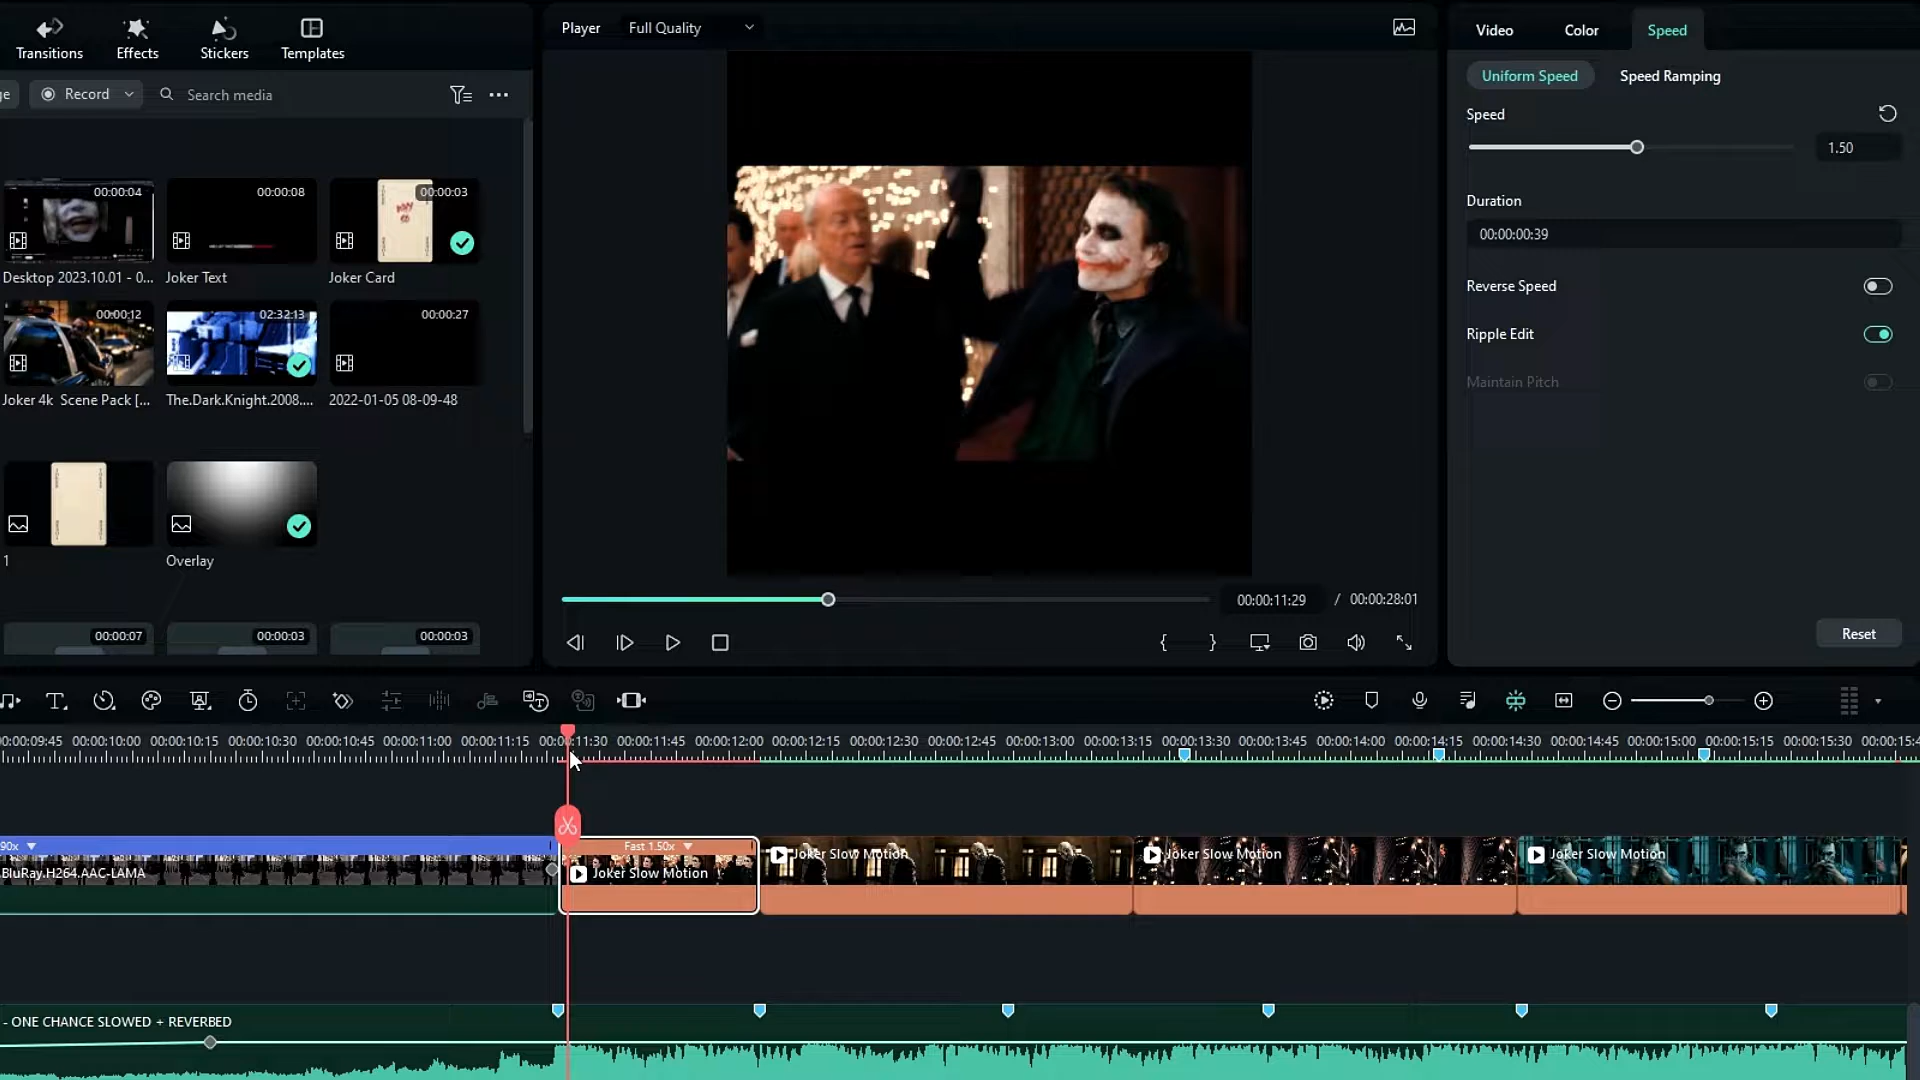 Transitions
Effects
Stickers
Templates
Player
Full Quality
Video
Color
Speed
Record
Search media
Uniform Speed
Speed Ramping
Speed
1.50
Duration
00:00:00:39
Reverse Speed
Ripple Edit
Maintain Pitch
Reset
00:00:04
00:00:08
00:00:03
Desktop 2023.10.01 - 0...
Joker Text
Joker Card
00:00:12
02:32:13
00:00:27
Joker 4k Scene Pack [...
The.Dark.Knight.2008....
2022-01-05 08-09-48
1
Overlay
00:00:07
00:00:03
00:00:03
00:00:11:29 / 00:00:28:01
0:00:09:45 00:00:10:00 00:00:10:15 00:00:10:30 00:00:10:45 00:00:11:00 00:00:11:15 00:00:11:30 00:00:11:45 00:00:12:00 00:00:12:15 00:00:12:30 00:00:12:45 00:00:13:00 00:00:13:15 00:00:13:30 00:00:13:45 00:00:14:00 00:00:14:15 00:00:14:30 00:00:14:45 00:00:15:00 00:00:15:15 00:00:15:30 00:00:15:4
90x
Fast 1.50x
BluRay.H264.AAC-LAMA
Joker Slow Motion
Joker Slow Motion
Joker Slow Motion
Joker Slow Motion
- ONE CHANCE SLOWED + REVERBED